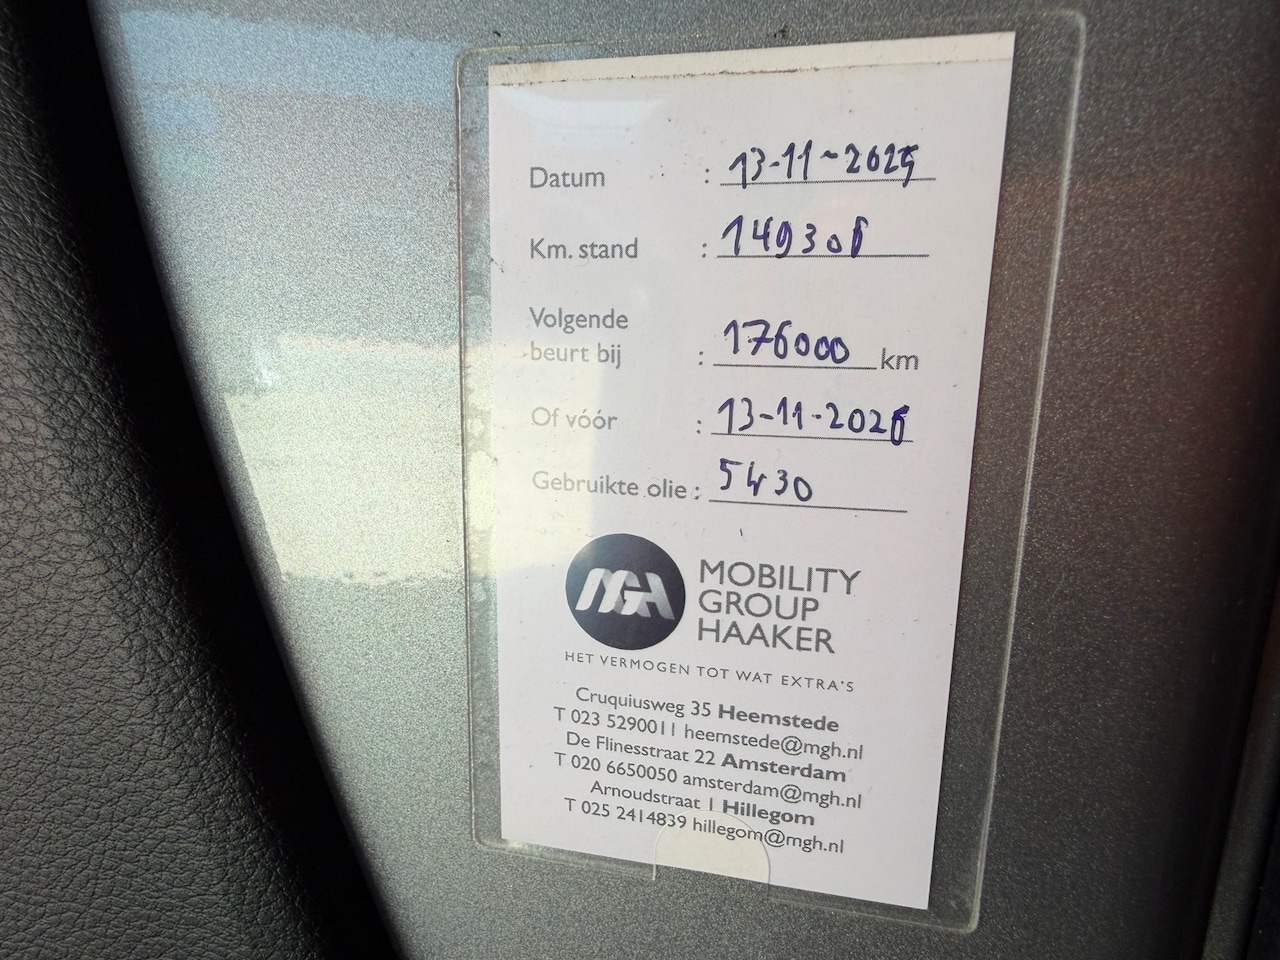 Datum : 13-11-2025
Km. stand :
Volgende
beurt bij : 176000 km
Of vóór : 13-11-2026
Gebruikte olie : 5W30
MGH
MOBILITY
GROUP
HAAKER
HET VERMOGEN TOT WAT EXTRA'S
Cruquiusweg 35 Heemstede
T 023 5290011 heemstede@mgh.nl
De Flinesstraat 22 Amsterdam
T 020 6650050 amsterdam@mgh.nl
Arnoudstraat 1 Hillegom
T 025 2414839 hillegom@mgh.nl